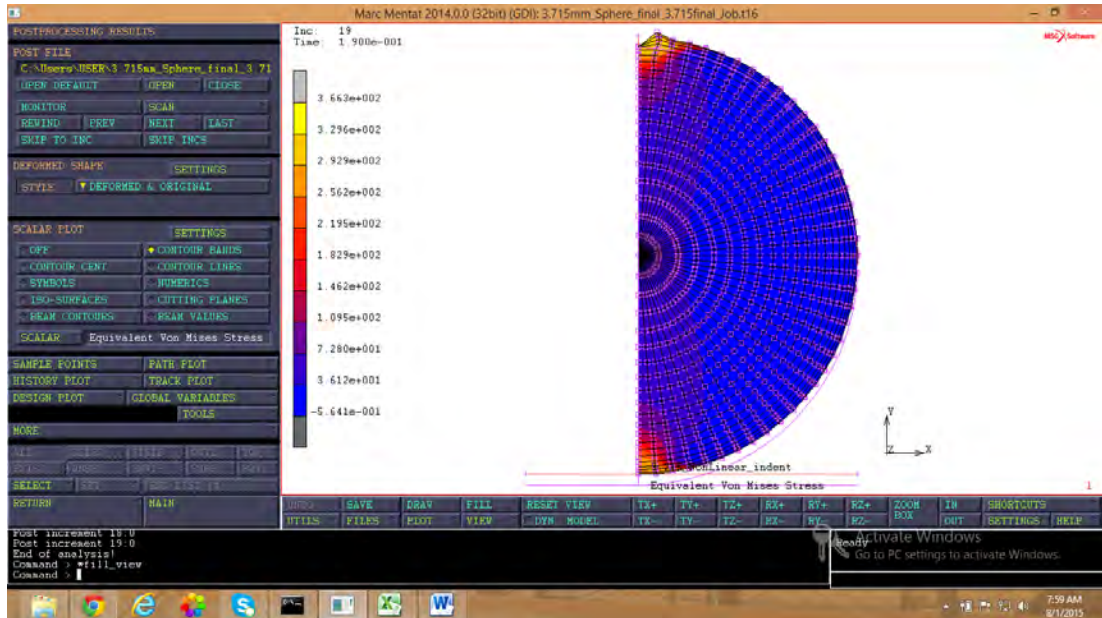 Marc Mentat 2014.0.0 (32bit) (GDI): 3.715mm_Sphere_final_3.715final_Job.t16
POSTPROCESSING RESULTS
POST FILE
C:\Users\USER\3 715mm_Sphere_final_3 71
OPEN DEFAULT OPEN CLOSE
MONITOR SCAN
REWIND PREV NEXT LAST
SKIP TO INC SKIP INCS
DEFORMED SHAPE SETTINGS
STYLE DEFORMED & ORIGINAL
SCALAR PLOT SETTINGS
OFF CONTOUR BANDS
CONTOUR CENT CONTOUR LINES
SYMBOLS NUMERICS
ISO-SURFACES CUTTING PLANES
BEAM CONTOURS BEAM VALUES
SCALAR Equivalent Von Mises Stress
SAMPLE POINTS PATH PLOT
HISTORY PLOT TRACK PLOT
DESIGN PLOT GLOBAL VARIABLES
TOOLS
MORE
SELECT
RETURN MAIN
Inc: 19
Time: 1.900e-001
3.663e+002
3.296e+002
2.929e+002
2.562e+002
2.195e+002
1.829e+002
1.462e+002
1.095e+002
7.280e+001
3.612e+001
-5.641e-001
MSC Software
Y
Z X
nonLinear_indent
Equivalent Von Mises Stress
1
UNDO SAVE DRAW FILL RESET VIEW TX+ TY+ TZ+ RX+ RY+ RZ+ ZOOM BOX IN SHORTCUTS
UTILS FILES PLOT VIEW DYN. MODEL TX- TY- TZ- RX- RY- RZ- OUT SETTINGS HELP
Post increment 18:0
Post increment 19:0
End of analysis!
Command > *fill_view
Command >
Ready
Activate Windows
Go to PC settings to activate Windows.
7:59 AM
8/1/2015